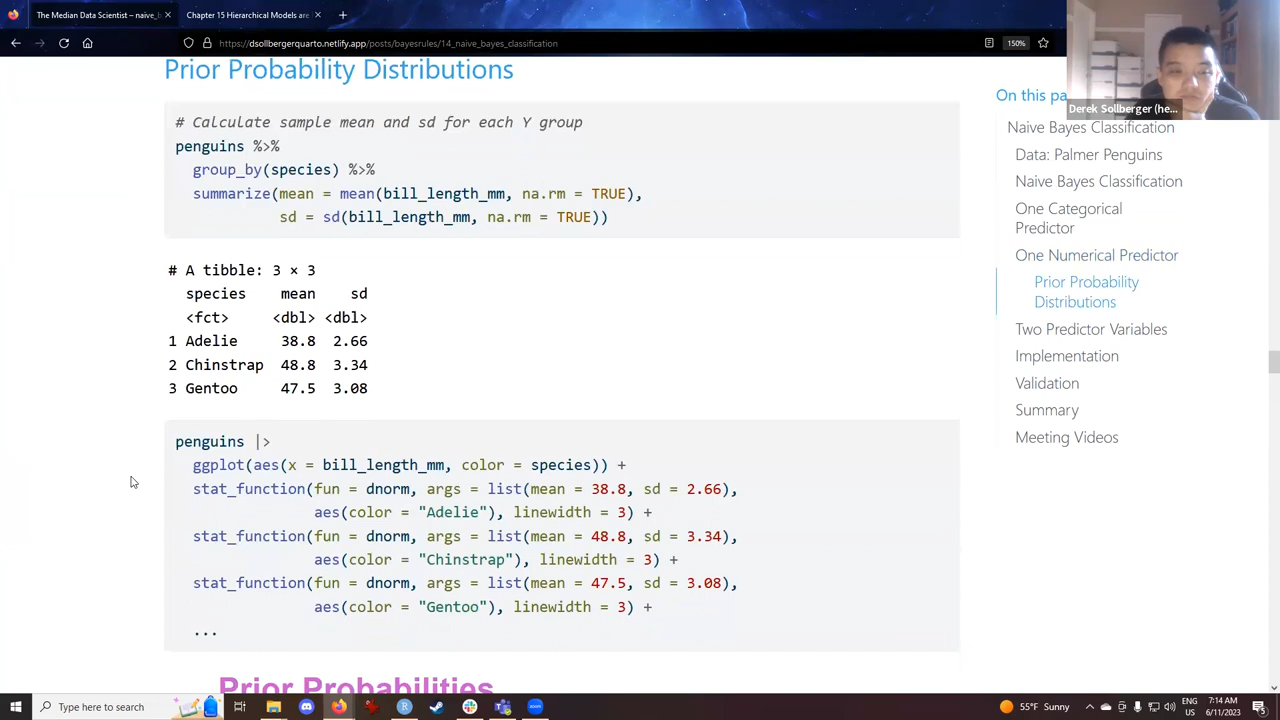 The Median Data Scientist – naive_b
Chapter 15 Hierarchical Models are
https://dsollbergerquarto.netlify.app/posts/bayesrules/14_naive_bayes_classification
150%
Derek Sollberger (he...
Prior Probability Distributions
# Calculate sample mean and sd for each Y group
penguins %>%
group_by(species) %>%
summarize(mean = mean(bill_length_mm, na.rm = TRUE),
sd = sd(bill_length_mm, na.rm = TRUE))
# A tibble: 3 × 3
species mean sd
<fct> <dbl> <dbl>
1 Adelie 38.8 2.66
2 Chinstrap 48.8 3.34
3 Gentoo 47.5 3.08
penguins |>
ggplot(aes(x = bill_length_mm, color = species)) +
stat_function(fun = dnorm, args = list(mean = 38.8, sd = 2.66),
aes(color = "Adelie"), linewidth = 3) +
stat_function(fun = dnorm, args = list(mean = 48.8, sd = 3.34),
aes(color = "Chinstrap"), linewidth = 3) +
stat_function(fun = dnorm, args = list(mean = 47.5, sd = 3.08),
aes(color = "Gentoo"), linewidth = 3) +
...
Prior Probabilities
On this pa
Naive Bayes Classification
Data: Palmer Penguins
Naive Bayes Classification
One Categorical
Predictor
One Numerical Predictor
Prior Probability
Distributions
Two Predictor Variables
Implementation
Validation
Summary
Meeting Videos
Type here to search
55°F Sunny
ENG
US
7:14 AM
6/11/2023
5